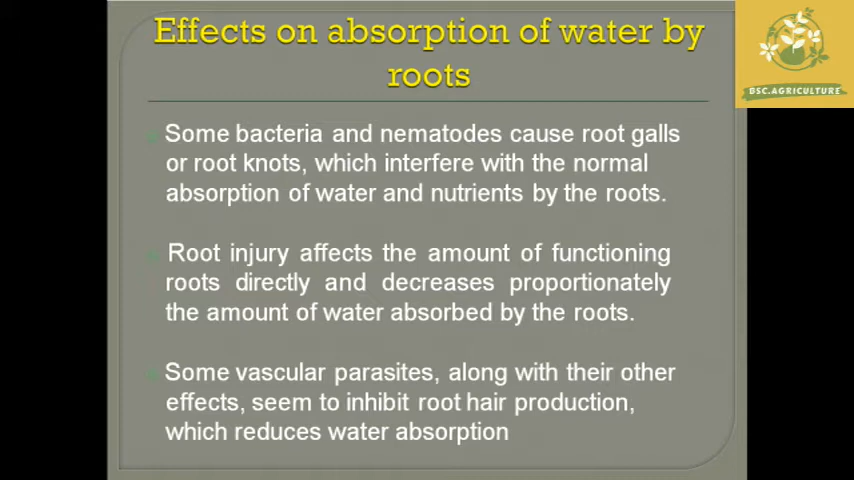 Effects on absorption of water by
roots
BSC.AGRICULTURE
Some bacteria and nematodes cause root galls
or root knots, which interfere with the normal
absorption of water and nutrients by the roots.
Root injury affects the amount of functioning
roots directly and decreases proportionately
the amount of water absorbed by the roots.
Some vascular parasites, along with their other
effects, seem to inhibit root hair production,
which reduces water absorption